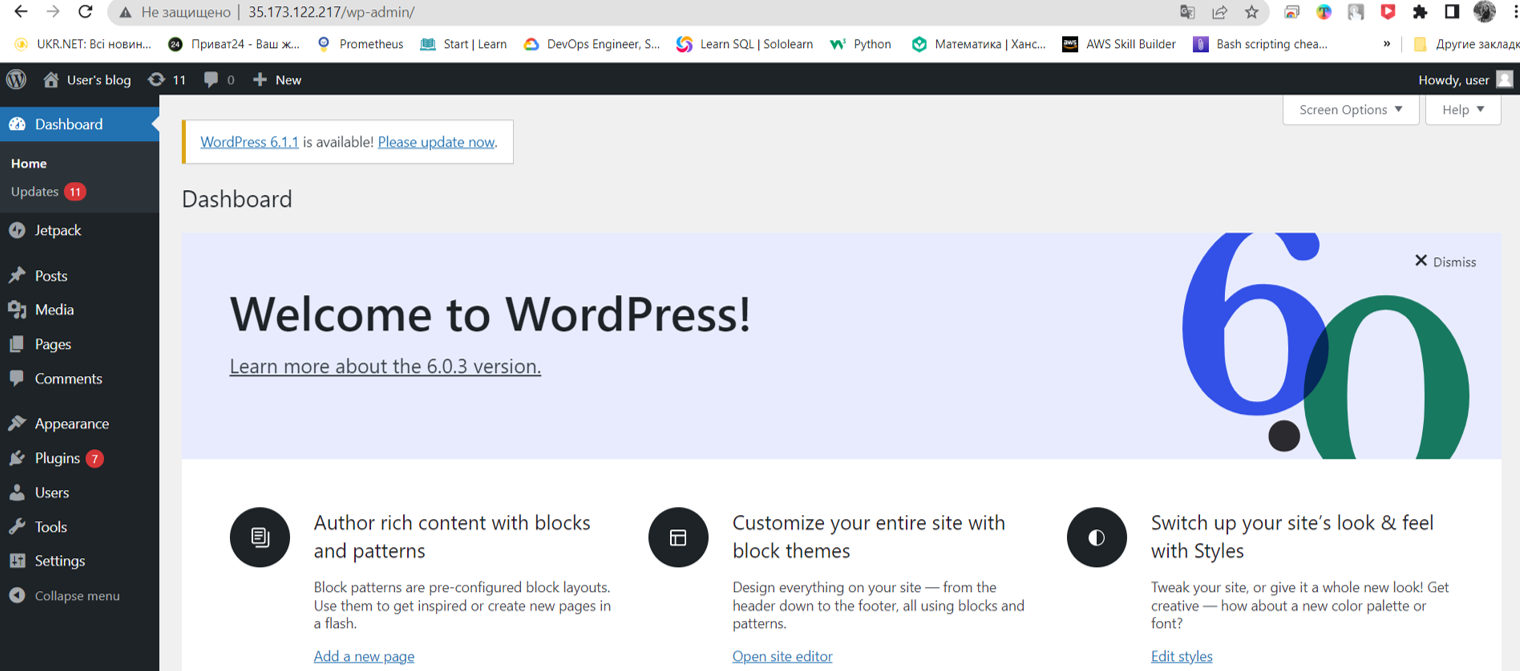 Не защищено | 35.173.122.217/wp-admin/
UKR.NET: Всі новин... 24 Приват24 - Ваш ж... Prometheus Start | Learn DevOps Engineer, S... Learn SQL | Sololearn Python Математика | Ханс... aws AWS Skill Builder Bash scripting chea... » Другие закладк
User's blog 11 0 New Howdy, user
Dashboard
Home
Updates 11
Jetpack
Posts
Media
Pages
Comments
Appearance
Plugins 7
Users
Tools
Settings
Collapse menu
Screen Options Help
WordPress 6.1.1 is available! Please update now.
Dashboard
Dismiss
6.0
Welcome to WordPress!
Learn more about the 6.0.3 version.
Author rich content with blocks
and patterns
Block patterns are pre-configured block layouts.
Use them to get inspired or create new pages in
a flash.
Add a new page
Customize your entire site with
block themes
Design everything on your site — from the
header down to the footer, all using blocks and
patterns.
Open site editor
Switch up your site's look & feel
with Styles
Tweak your site, or give it a whole new look! Get
creative — how about a new color palette or
font?
Edit styles